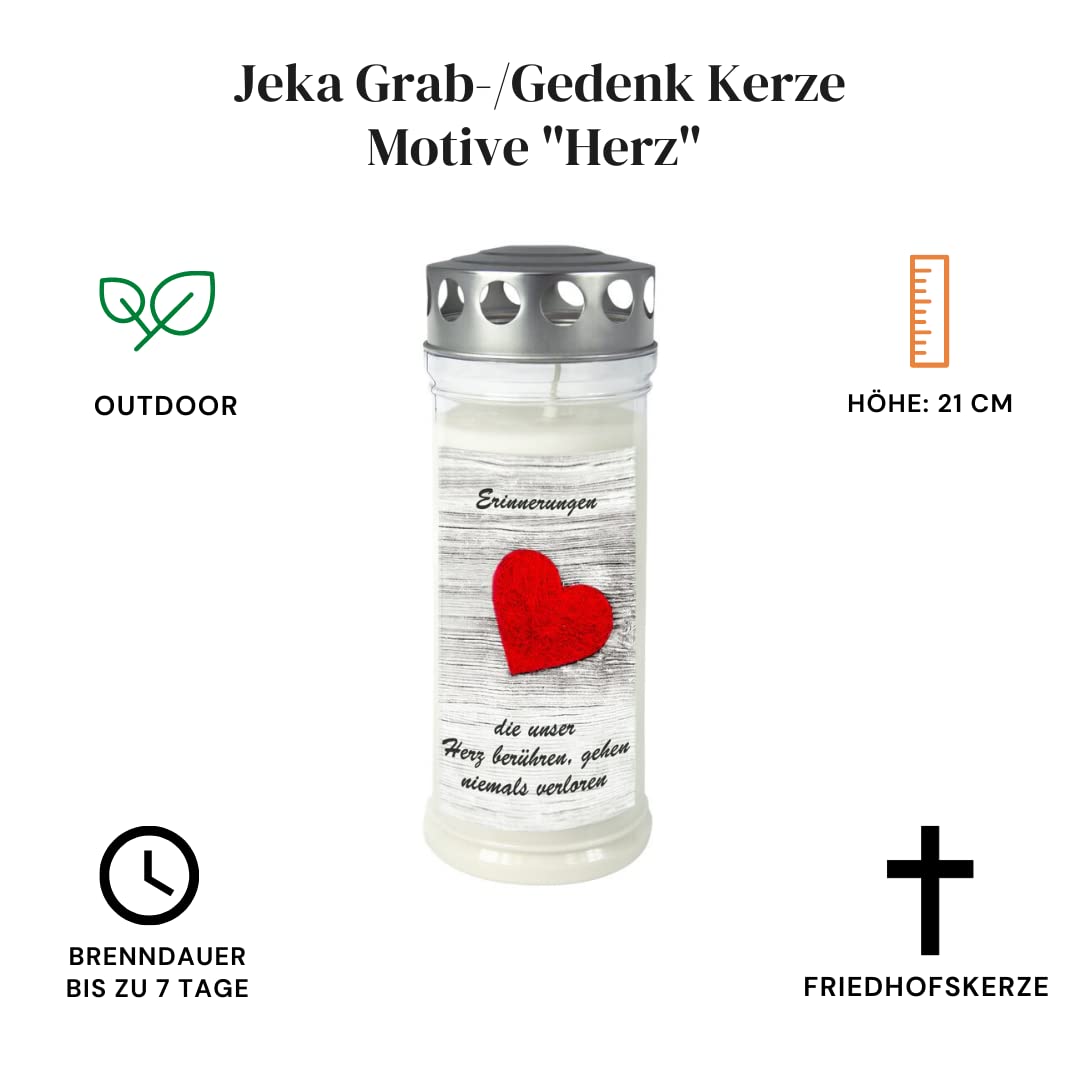 Jeka Grab-/Gedenk Kerze
Motive "Herz"
OUTDOOR
HÖHE: 21 CM
Erinnerungen
die unser
Herz berühren, gehen
niemals verloren
BRENNDAUER
BIS ZU 7 TAGE
FRIEDHOFSKERZE